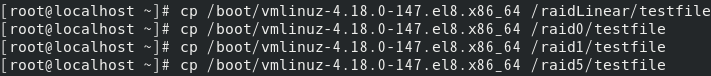 [root@localhost ~]# cp /boot/vmlinuz-4.18.0-147.el8.x86_64 /raidLinear/testfile
[root@localhost ~]# cp /boot/vmlinuz-4.18.0-147.el8.x86_64 /raid0/testfile
[root@localhost ~]# cp /boot/vmlinuz-4.18.0-147.el8.x86_64 /raid1/testfile
[root@localhost ~]# cp /boot/vmlinuz-4.18.0-147.el8.x86_64 /raid5/testfile